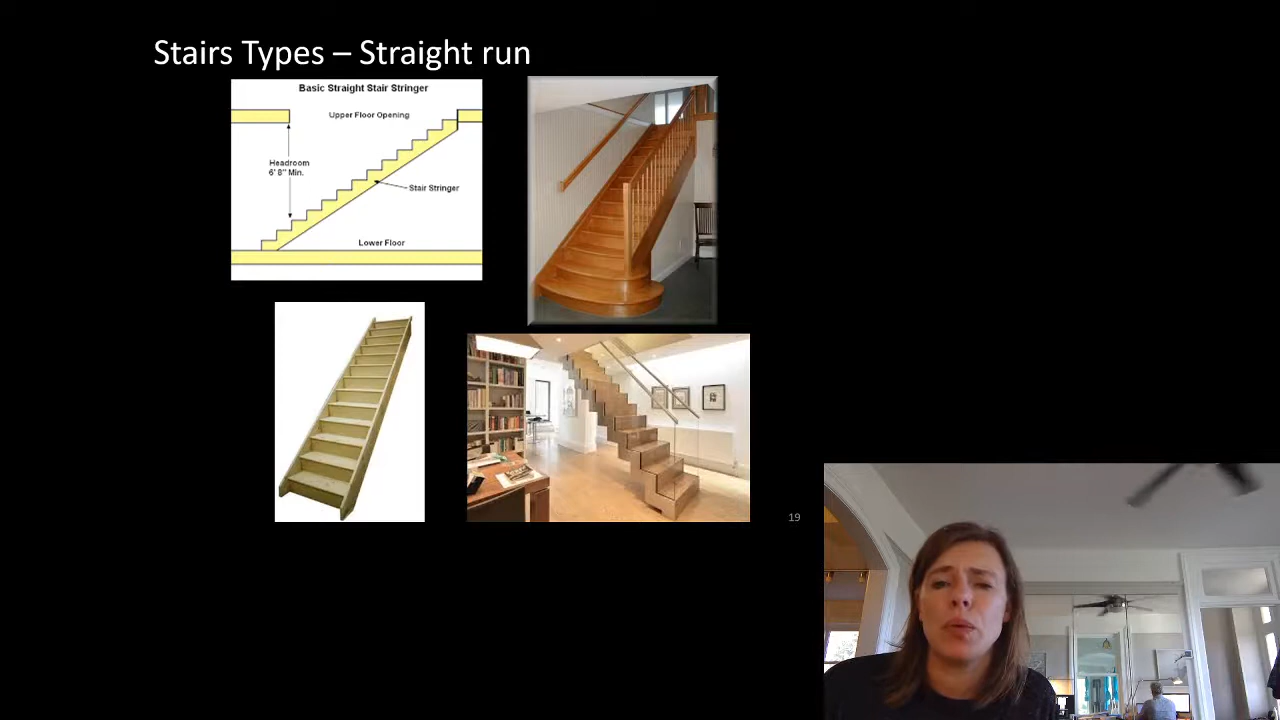 Stairs Types – Straight run
Basic Straight Stair Stringer
Upper Floor Opening
Headroom
6' 8" Min.
Stair Stringer
Lower Floor
19